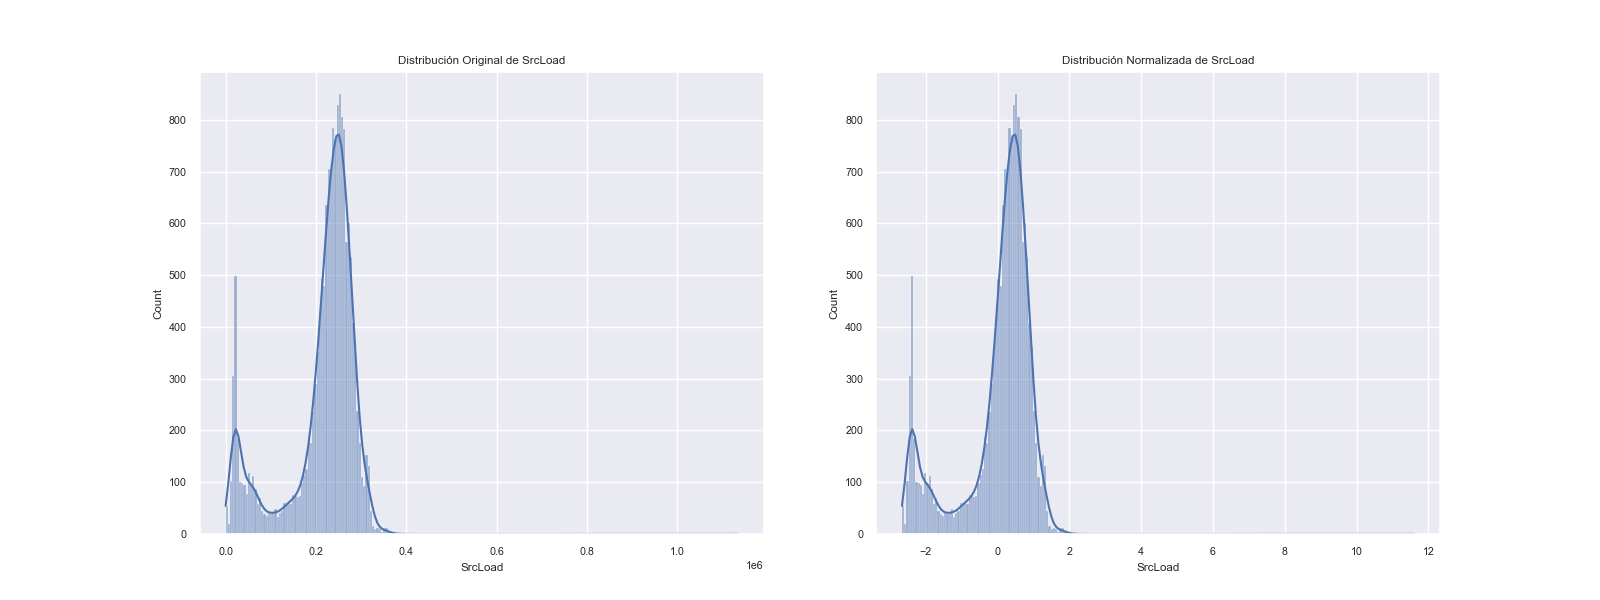 Distribución Original de SrcLoad
Count
800
700
600
500
400
300
200
100
0
0.0 0.2 0.4 0.6 0.8 1.0
1e6
SrcLoad
Distribución Normalizada de SrcLoad
Count
800
700
600
500
400
300
200
100
0
−2 0 2 4 6 8 10 12
SrcLoad